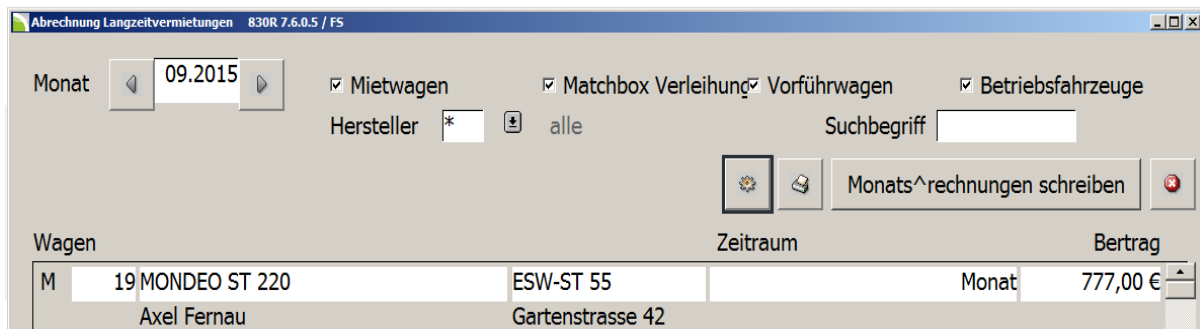 Abrechnung Langzeitvermietungen 830R 7.6.0.5 / FS
Monat 09.2015 Mietwagen Matchbox Verleihung Vorführwagen Betriebsfahrzeuge
Hersteller * alle Suchbegriff
Monats^rechnungen schreiben
Wagen Zeitraum Bertrag
M 19 MONDEO ST 220 ESW-ST 55 Monat 777,00 €
Axel Fernau Gartenstrasse 42